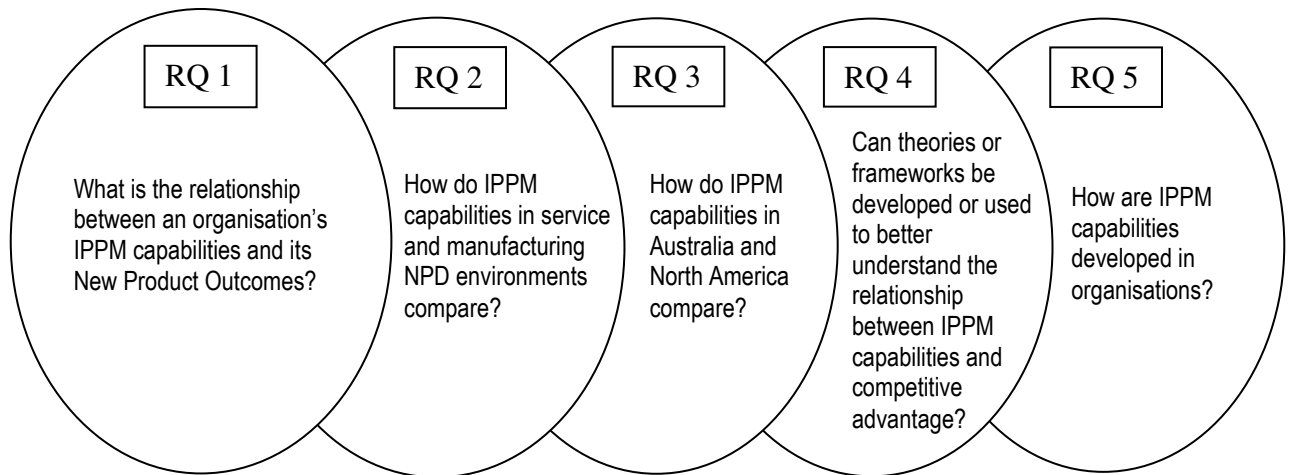 RQ 1
What is the relationship
between an organisation’s
IPPM capabilities and its
New Product Outcomes?
RQ 2
How do IPPM
capabilities in service
and manufacturing
NPD environments
compare?
RQ 3
How do IPPM
capabilities in
Australia and
North America
compare?
RQ 4
Can theories or
frameworks be
developed or used
to better
understand the
relationship
between IPPM
capabilities and
competitive
advantage?
RQ 5
How are IPPM
capabilities
developed in
organisations?